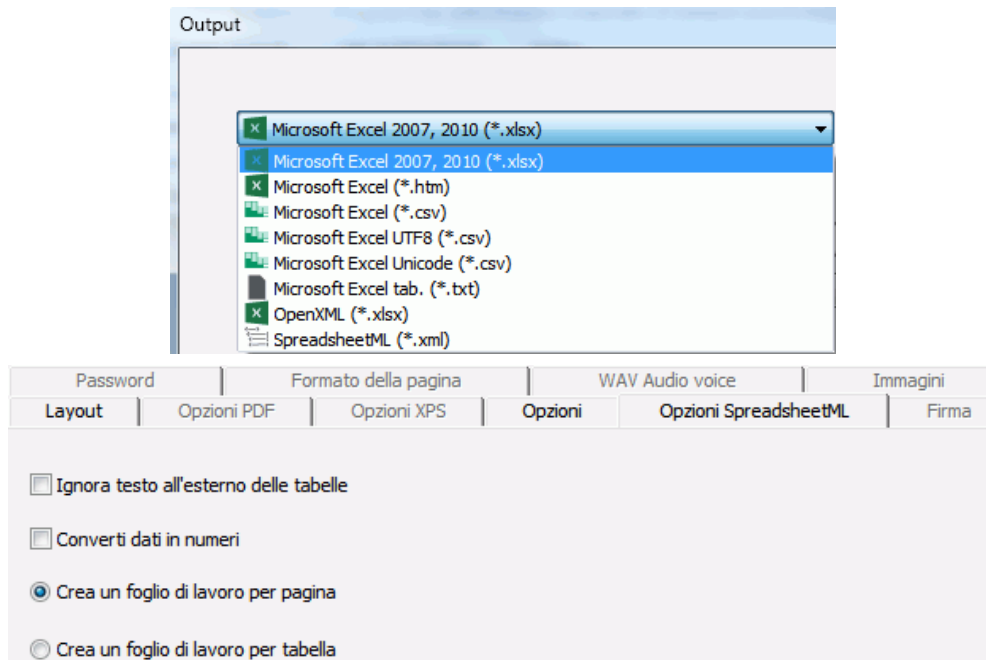 Output
Microsoft Excel 2007, 2010 (*.xlsx)
Microsoft Excel 2007, 2010 (*.xlsx)
Microsoft Excel (*.htm)
Microsoft Excel (*.csv)
Microsoft Excel UTF8 (*.csv)
Microsoft Excel Unicode (*.csv)
Microsoft Excel tab. (*.txt)
OpenXML (*.xlsx)
SpreadsheetML (*.xml)
Password Formato della pagina WAV Audio voice Immagini
Layout Opzioni PDF Opzioni XPS Opzioni Opzioni SpreadsheetML Firma
Ignora testo all'esterno delle tabelle
Converti dati in numeri
Crea un foglio di lavoro per pagina
Crea un foglio di lavoro per tabella